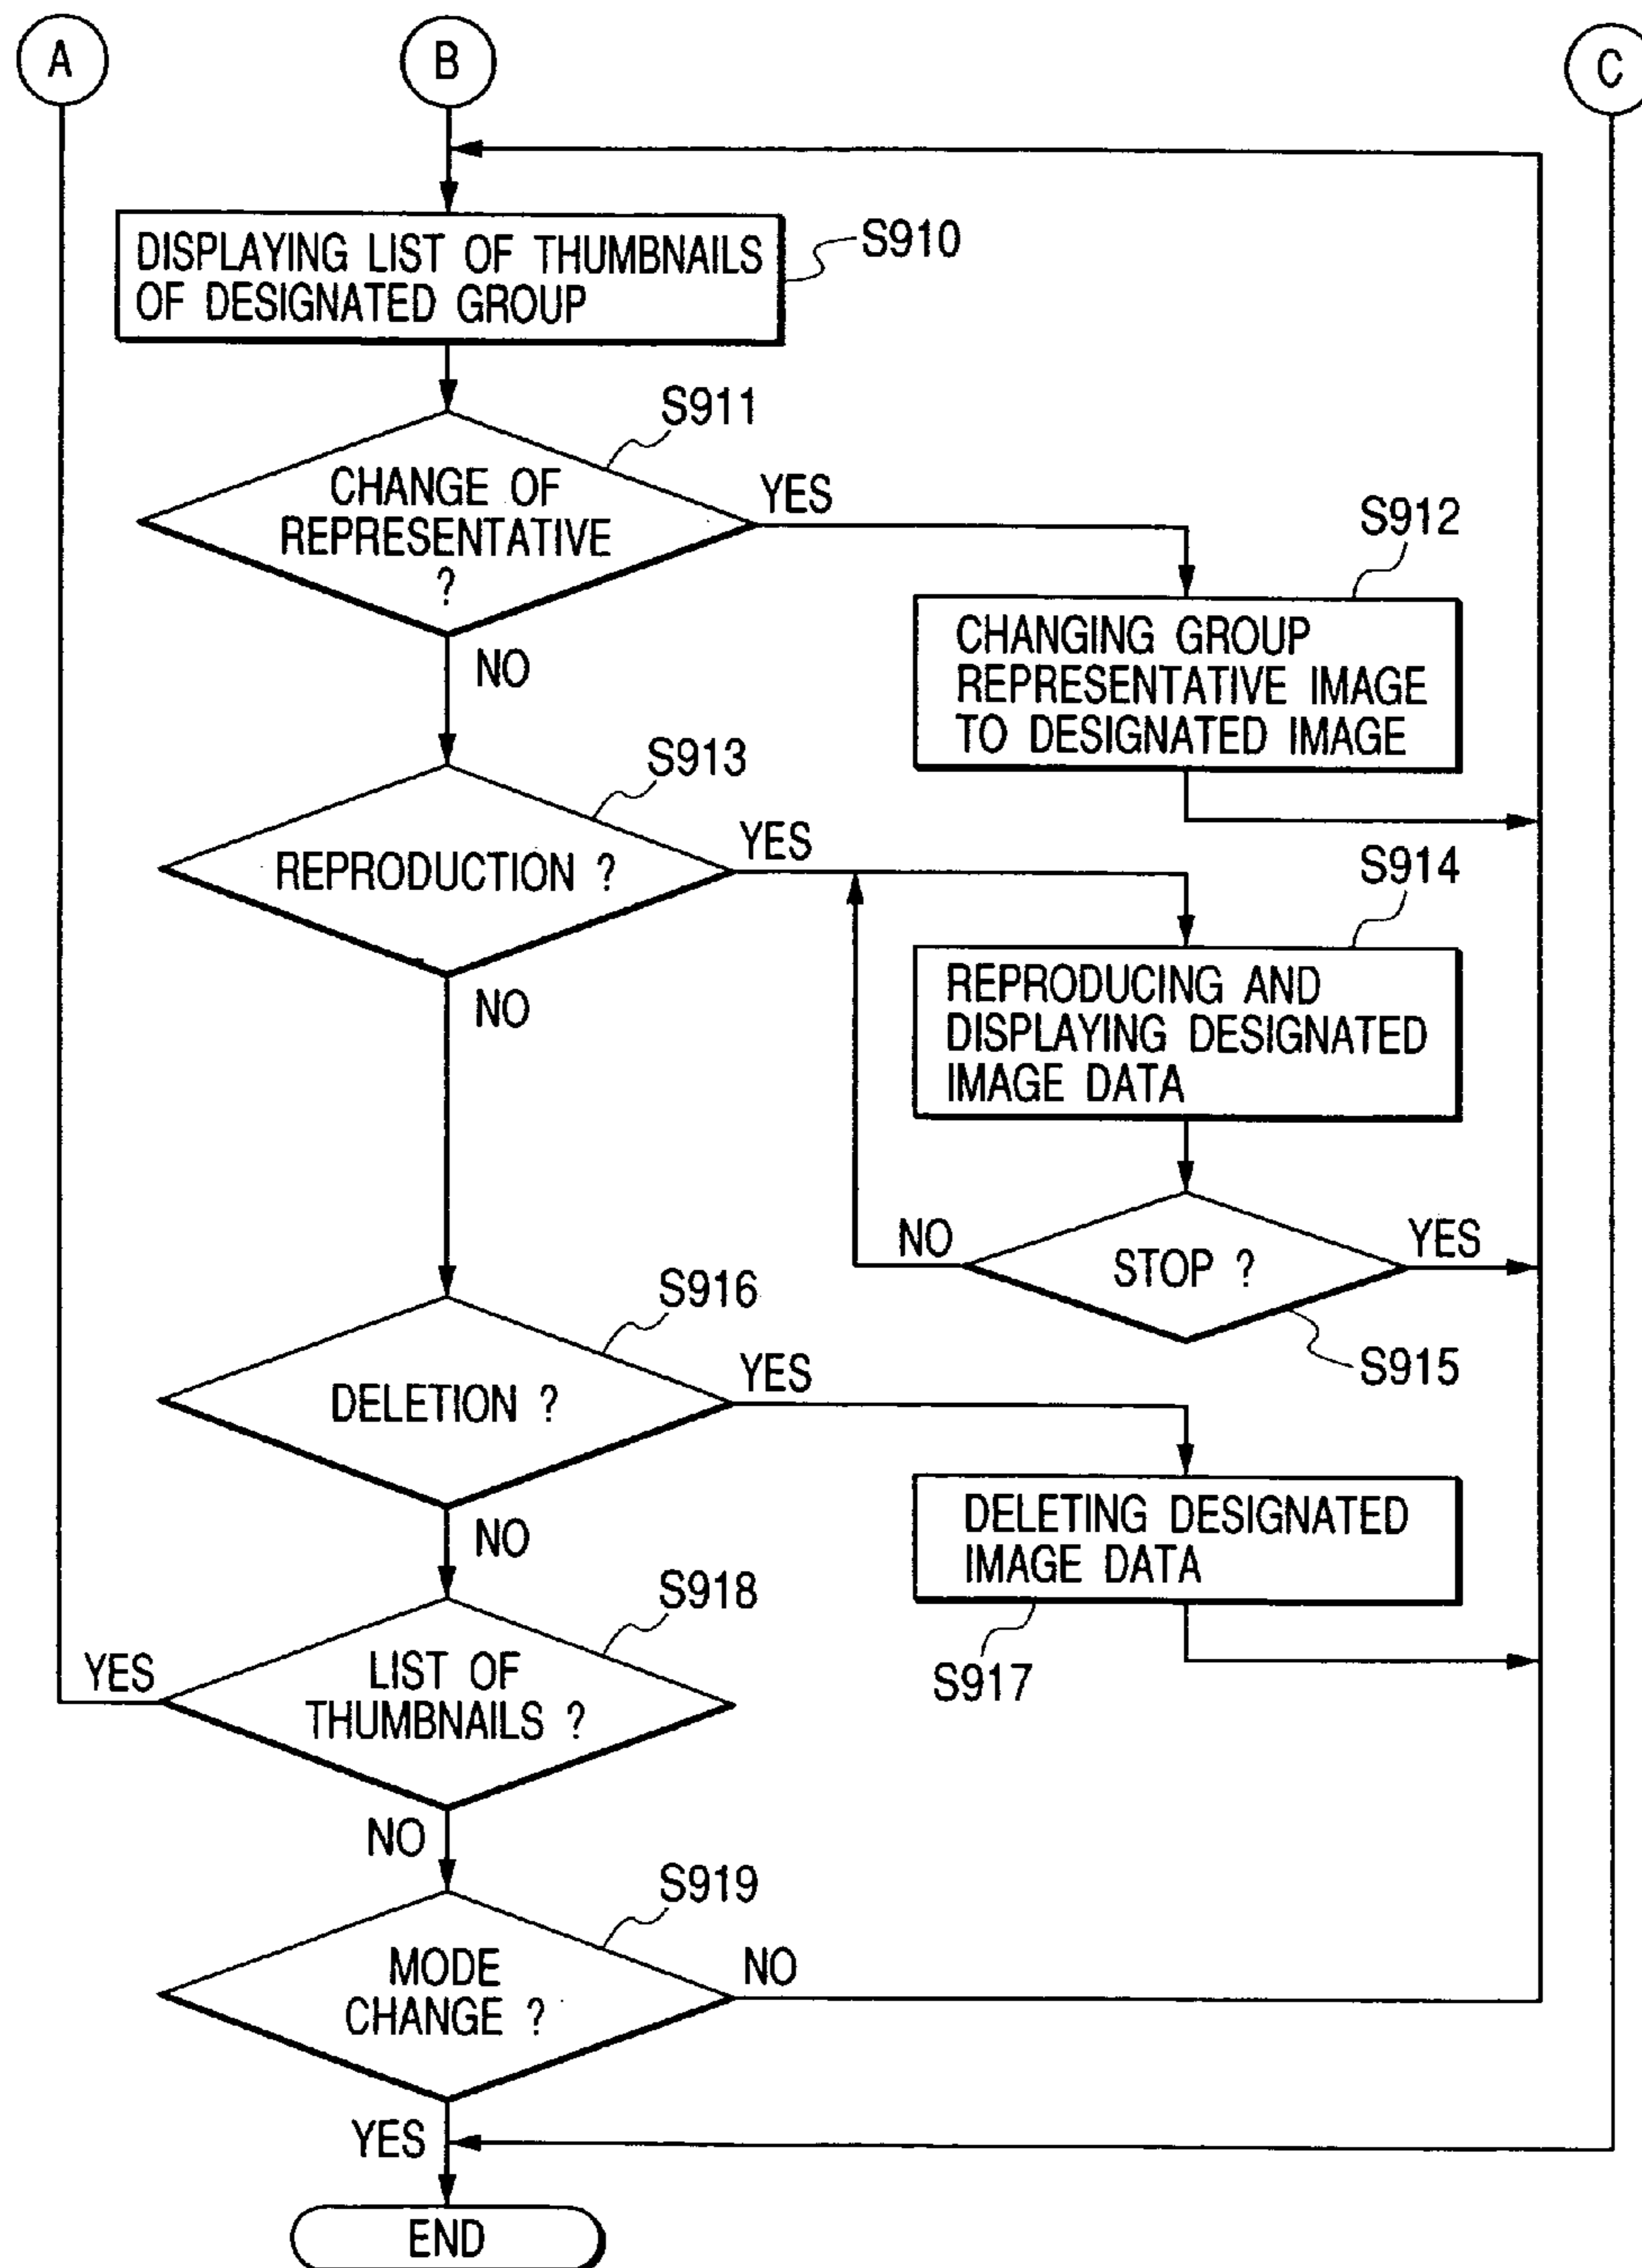 A
B
C
DISPLAYING LIST OF THUMBNAILS
OF DESIGNATED GROUP
S910
S911
CHANGE OF
REPRESENTATIVE
?
YES
NO
S912
CHANGING GROUP
REPRESENTATIVE IMAGE
TO DESIGNATED IMAGE
S913
REPRODUCTION ?
YES
NO
S914
REPRODUCING AND
DISPLAYING DESIGNATED
IMAGE DATA
NO
STOP ?
YES
S915
S916
DELETION ?
YES
NO
DELETING DESIGNATED
IMAGE DATA
S917
S918
YES
LIST OF
THUMBNAILS ?
NO
S919
MODE
CHANGE ?
NO
YES
END